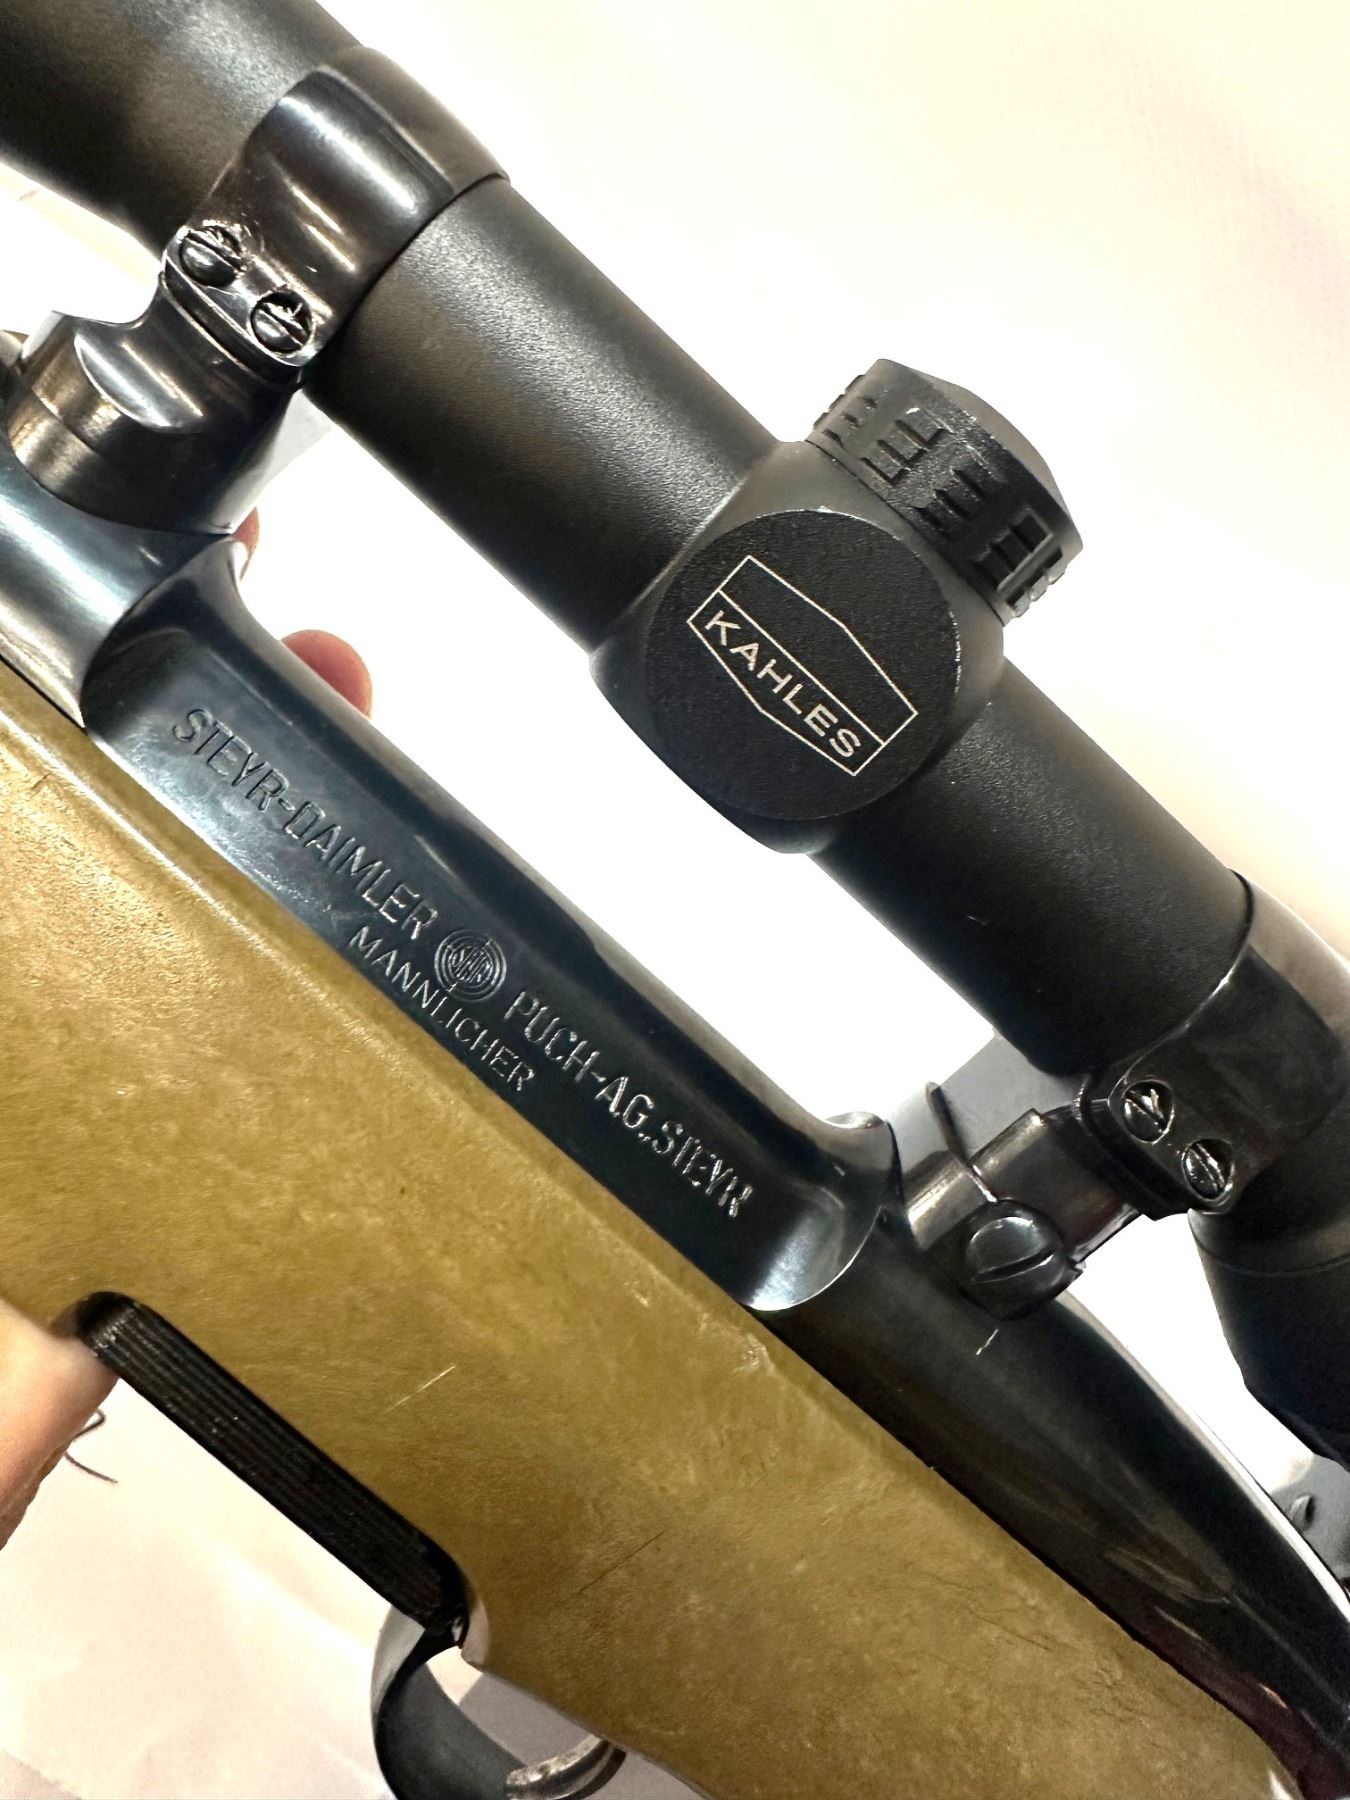 KAHLES
STEYR-DAIMLER PUCH-AG, STEYR
MANNLICHER